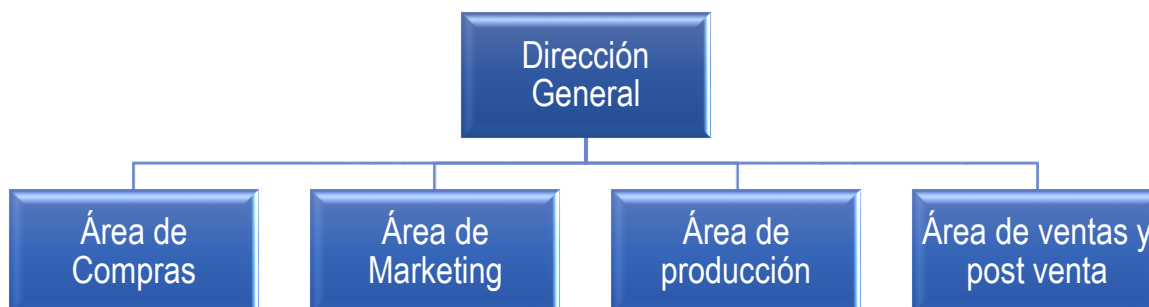 Dirección
General
Área de
Compras
Área de
Marketing
Área de
producción
Área de ventas y
post venta